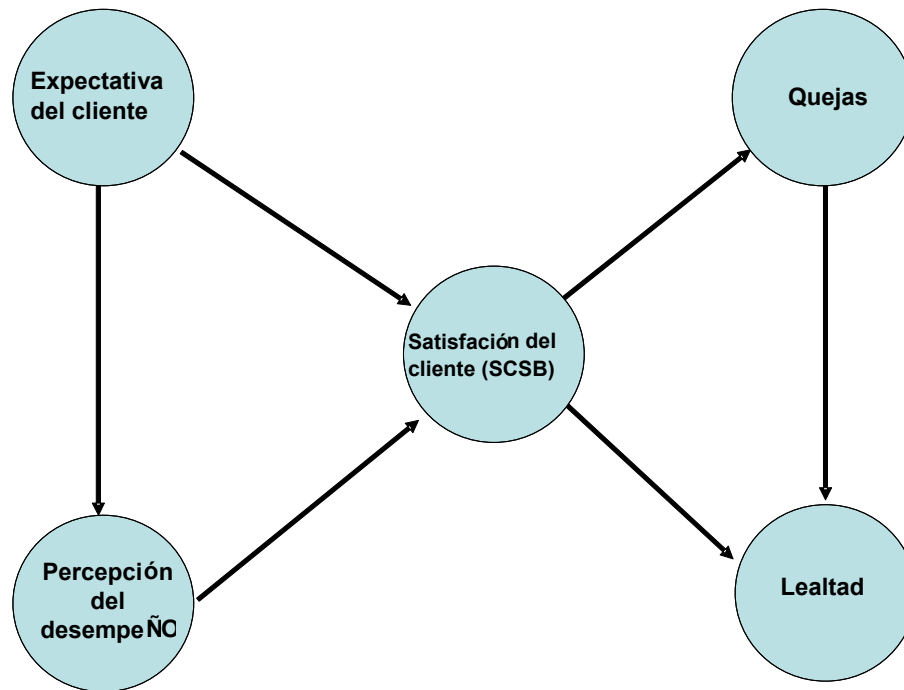 Expectativa
del cliente
Quejas
Satisfación del
cliente (SCSB)
Percepción
del
desempeÑO
Lealtad